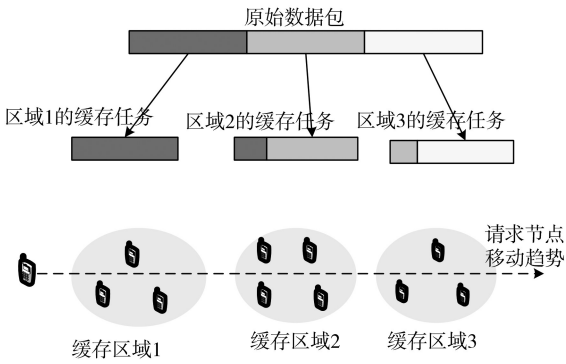 原始数据包
区域1的缓存任务
区域2的缓存任务
区域3的缓存任务
请求节点
移动趋势
缓存区域1
缓存区域2
缓存区域3